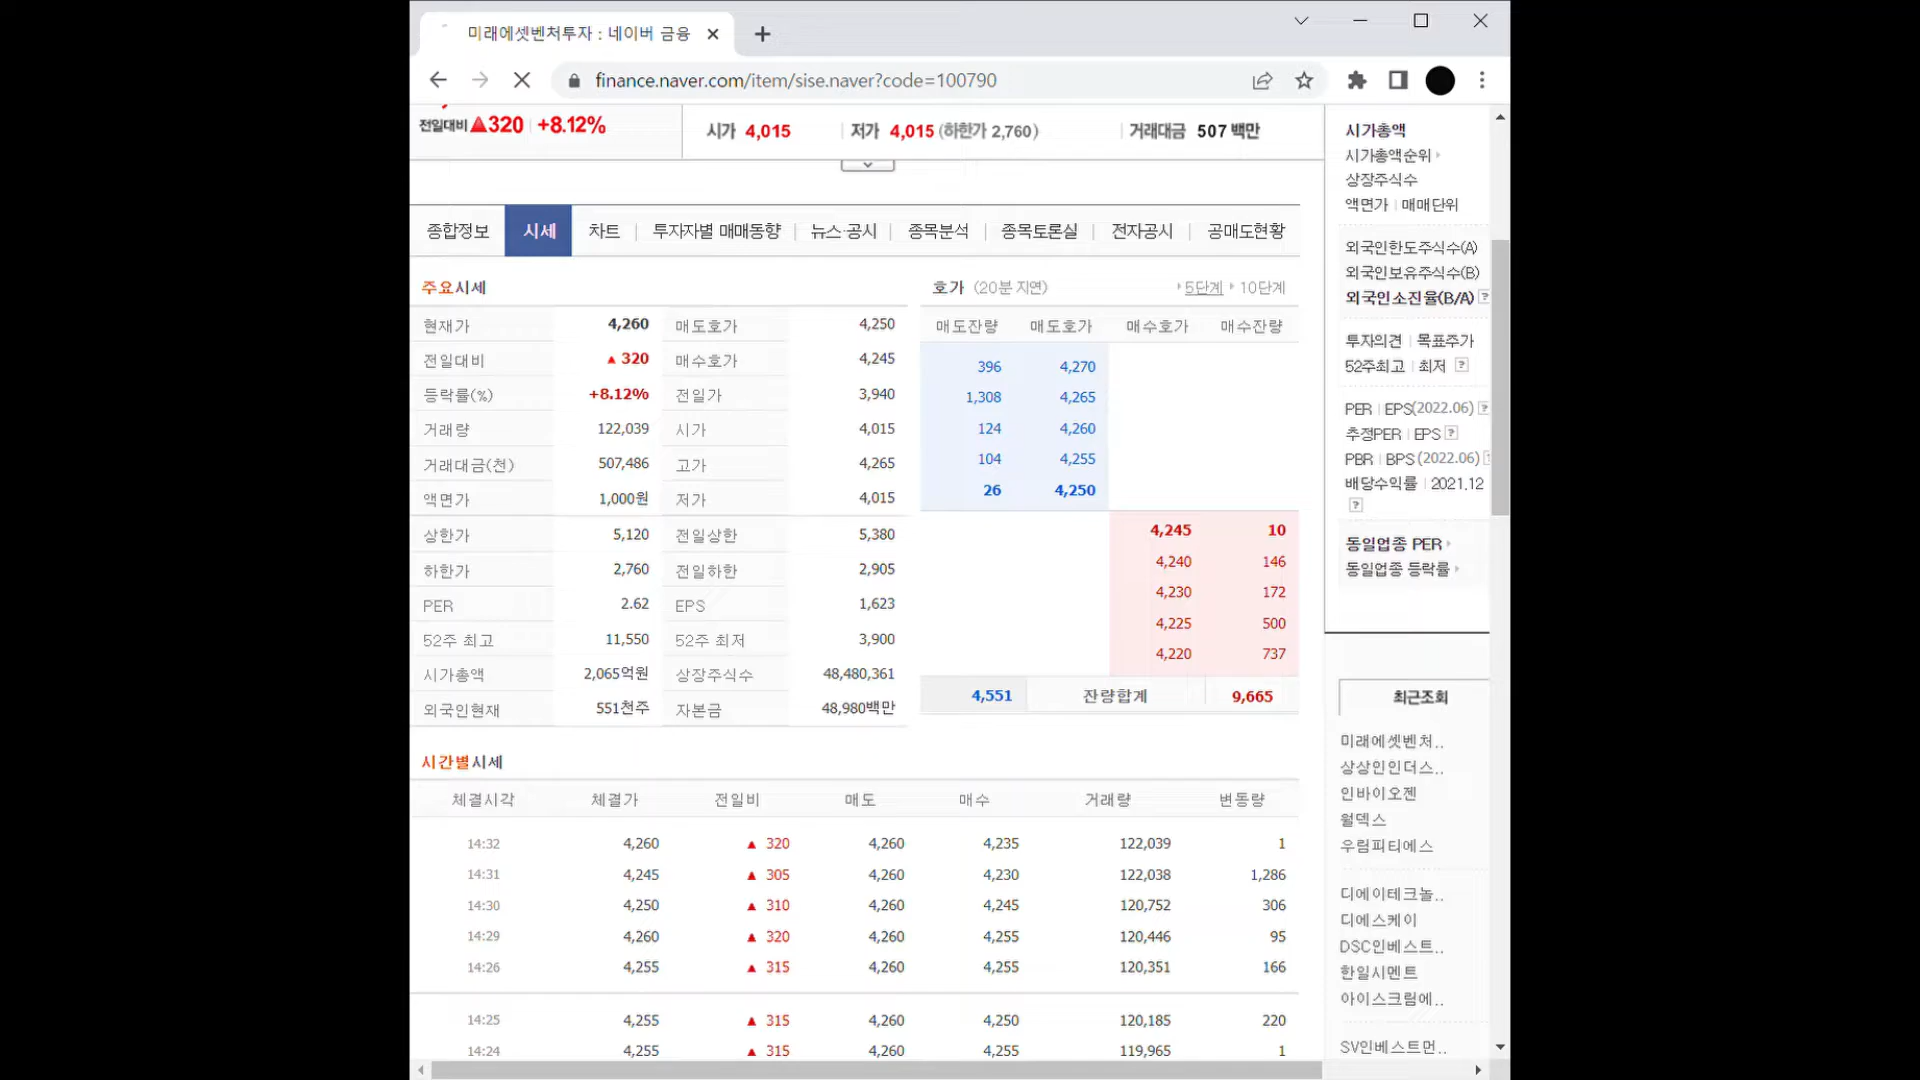 미래에셋벤처투자 : 네이버 금융
finance.naver.com/item/sise.naver?code=100790
전일대비 ▲320 +8.12%
시가 4,015 저가 4,015 (하한가 2,760) 거래대금 507 백만
종합정보 시세 차트 투자자별 매매동향 뉴스·공시 종목분석 종목토론실 전자공시 공매도현황
주요시세
현재가 4,260 매도호가 4,250
전일대비 ▲ 320 매수호가 4,245
등락률(%) +8.12% 전일가 3,940
거래량 122,039 시가 4,015
거래대금(천) 507,486 고가 4,265
액면가 1,000원 저가 4,015
상한가 5,120 전일상한 5,380
하한가 2,760 전일하한 2,905
PER 2.62 EPS 1,623
52주 최고 11,550 52주 최저 3,900
시가총액 2,065억원 상장주식수 48,480,361
외국인현재 551천주 자본금 48,980백만
호가 (20분 지연) 5단계 10단계
매도잔량 매도호가 매수호가 매수잔량
396 4,270
1,308 4,265
124 4,260
104 4,255
26 4,250
4,245 10
4,240 146
4,230 172
4,225 500
4,220 737
4,551 잔량합계 9,665
시간별시세
체결시각 체결가 전일비 매도 매수 거래량 변동량
14:32 4,260 ▲ 320 4,260 4,235 122,039 1
14:31 4,245 ▲ 305 4,260 4,230 122,038 1,286
14:30 4,250 ▲ 310 4,260 4,245 120,752 306
14:29 4,260 ▲ 320 4,260 4,255 120,446 95
14:26 4,255 ▲ 315 4,260 4,255 120,351 166
14:25 4,255 ▲ 315 4,260 4,250 120,185 220
14:24 4,255 ▲ 315 4,260 4,255 119,965 1
시가총액
시가총액순위
상장주식수
액면가 | 매매단위
외국인한도주식수(A)
외국인보유주식수(B)
외국인소진율(B/A) ?
투자의견 | 목표주가
52주최고 | 최저 ?
PER | EPS(2022.06) ?
추정PER | EPS ?
PBR | BPS (2022.06)
배당수익률 | 2021.12
?
동일업종 PER
동일업종 등락률
최근조회
미래에셋벤처..
상상인인더스..
인바이오젠
월덱스
우림피티에스
디에이테크놀..
디에스케이
DSC인베스트..
한일시멘트
아이스크림에..
SV인베스트먼..